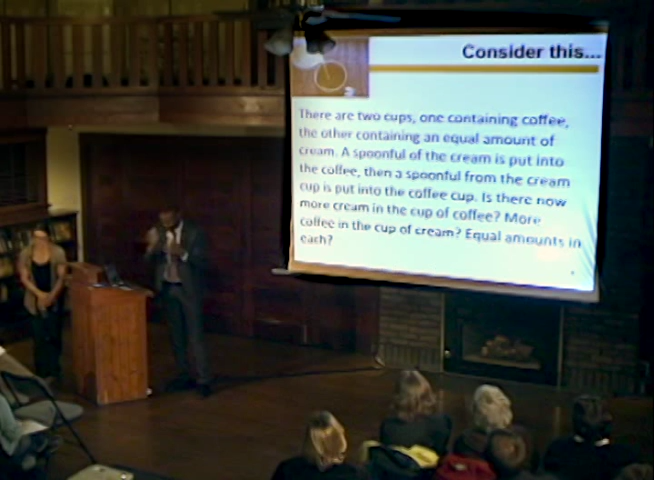 Consider this...
There are two cups, one containing coffee,
the other containing an equal amount of
cream. A spoonful of the cream is put into
the coffee, then a spoonful from the cream
cup is put into the coffee cup. Is there now
more cream in the cup of coffee? More
coffee in the cup of cream? Equal amounts in
each?